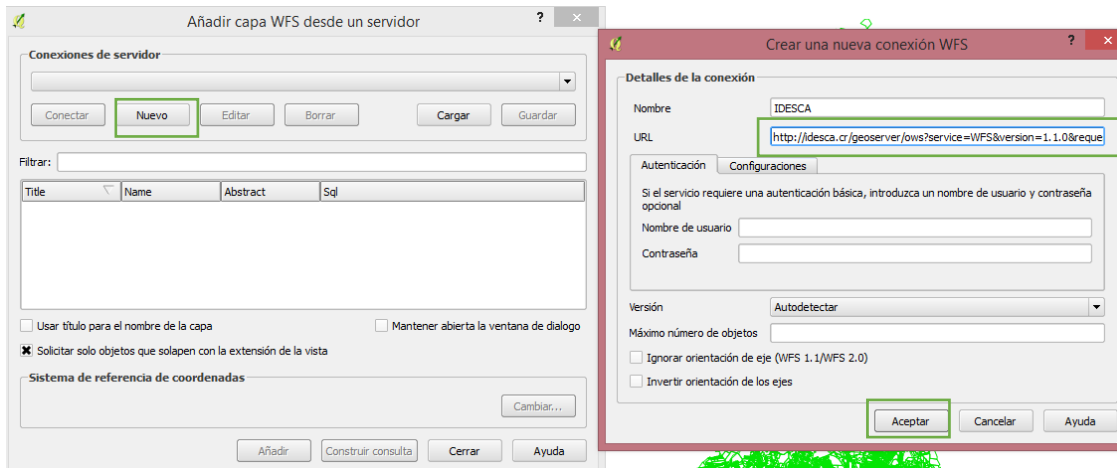 Añadir capa WFS desde un servidor
?
Conexiones de servidor
Conectar
Nuevo
Editar
Borrar
Cargar
Guardar
Filtrar:
Title
Name
Abstract
Sql
Usar título para el nombre de la capa
Mantener abierta la ventana de dialogo
Solicitar solo objetos que solapen con la extensión de la vista
Sistema de referencia de coordenadas
Cambiar...
Añadir
Construir consulta
Cerrar
Ayuda
Crear una nueva conexión WFS
?
Detalles de la conexión
Nombre
IDESCA
URL
http://idesca.cr/geoserver/ows?service=WFS&version=1.1.0&reque
Autenticación
Configuraciones
Si el servicio requiere una autenticación básica, introduzca un nombre de usuario y contraseña
opcional
Nombre de usuario
Contraseña
Versión
Autodetectar
Máximo número de objetos
Ignorar orientación de eje (WFS 1.1/WFS 2.0)
Invertir orientación de los ejes
Aceptar
Cancelar
Ayuda